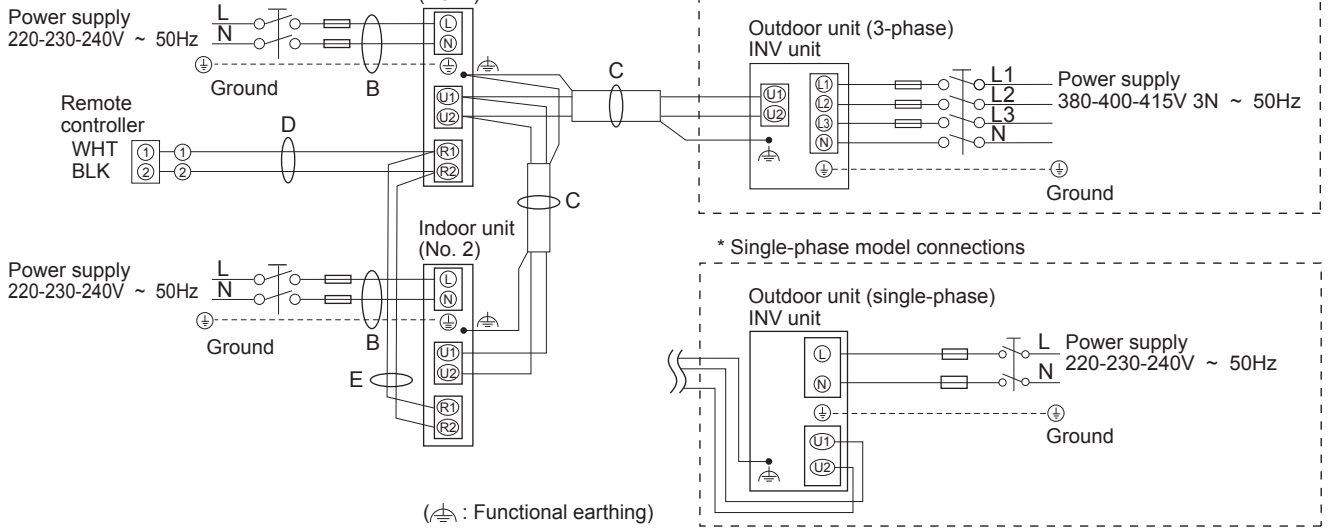 Power supply
220-230-240V ~ 50Hz
L
N
Ground
B
L
N
U1
U2
R1
R2
Remote
controller
WHT
BLK
1
2
1
2
D
C
C
Outdoor unit (3-phase)
INV unit
U1
U2
L1
L2
L3
N
L1
L2
L3
N
Power supply
380-400-415V 3N ~ 50Hz
Ground
Indoor unit
(No. 2)
Power supply
220-230-240V ~ 50Hz
L
N
Ground
B
L
N
U1
U2
E
R1
R2
* Single-phase model connections
Outdoor unit (single-phase)
INV unit
L
N
L
N
Power supply
220-230-240V ~ 50Hz
Ground
U1
U2
( : Functional earthing)